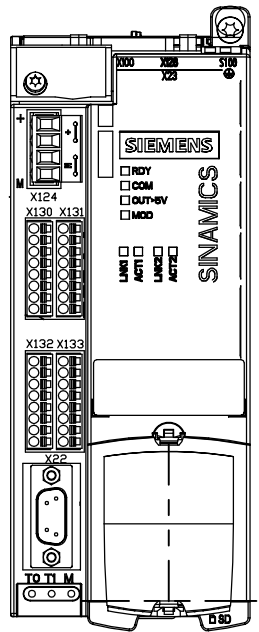 X100 X126 S100
X23
+
M
X124
SIEMENS
RDY
COM
OUT>5V
MOD
SINAMICS
LNK1 ACT1 LNK2 ACT2
X130 X131
X132 X133
X22
T0 T1 M
SD